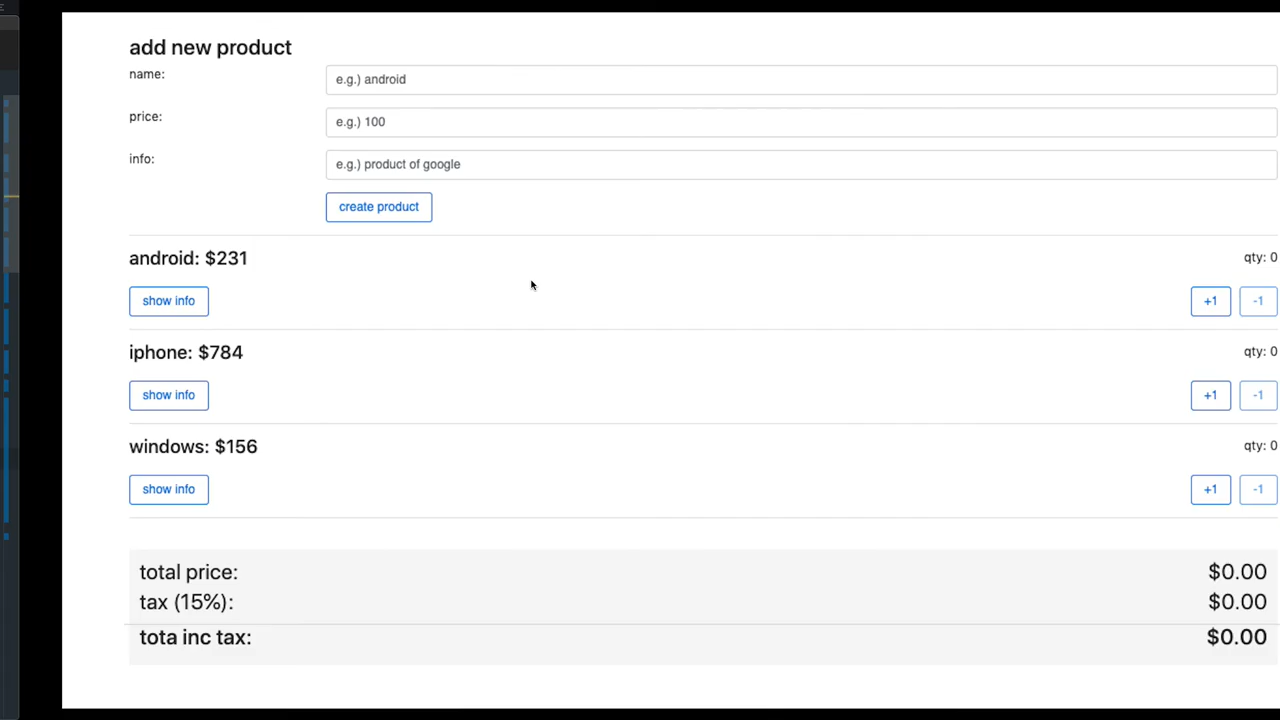 add new product
name: e.g.) android
price: e.g.) 100
info: e.g.) product of google
create product
android: $231 qty: 0
show info +1 -1
iphone: $784 qty: 0
show info +1 -1
windows: $156 qty: 0
show info +1 -1
total price: $0.00
tax (15%): $0.00
tota inc tax: $0.00